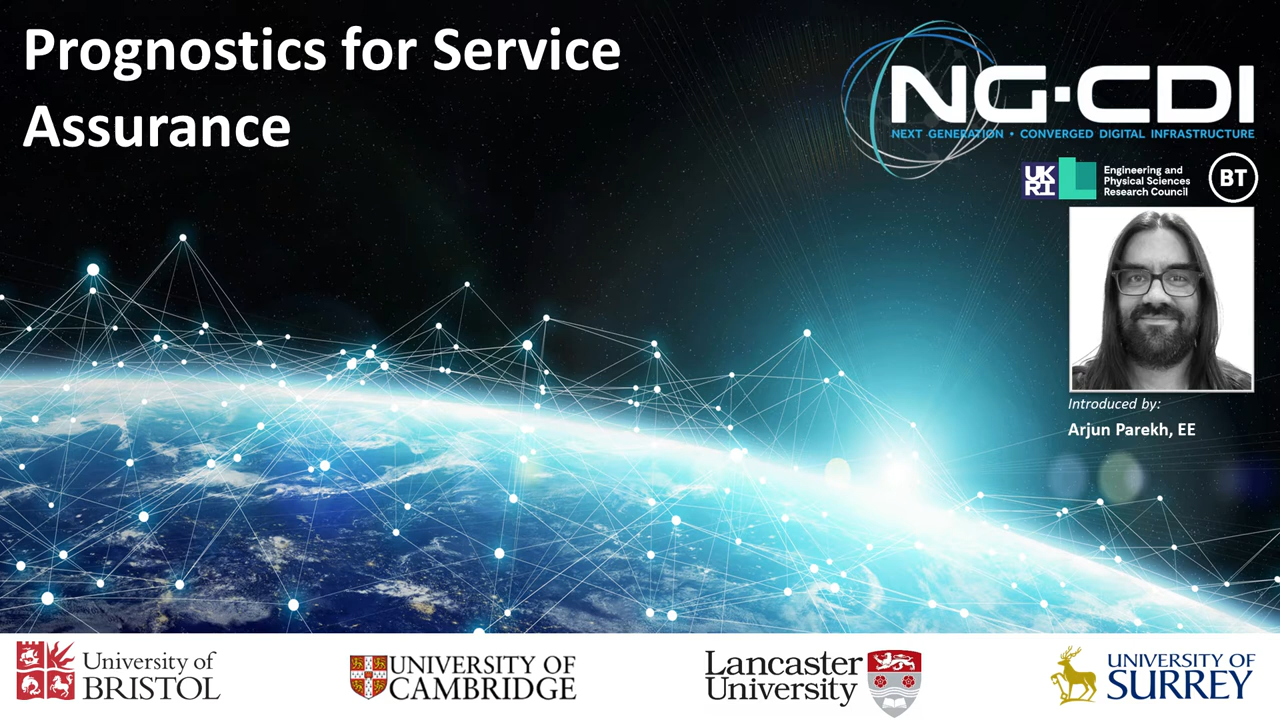 Prognostics for Service
Assurance
NG·CDI
NEXT GENERATION • CONVERGED DIGITAL INFRASTRUCTURE
UK
RI
Engineering and
Physical Sciences
Research Council
BT
Introduced by:
Arjun Parekh, EE
University of
BRISTOL
UNIVERSITY OF
CAMBRIDGE
Lancaster
University
UNIVERSITY OF
SURREY